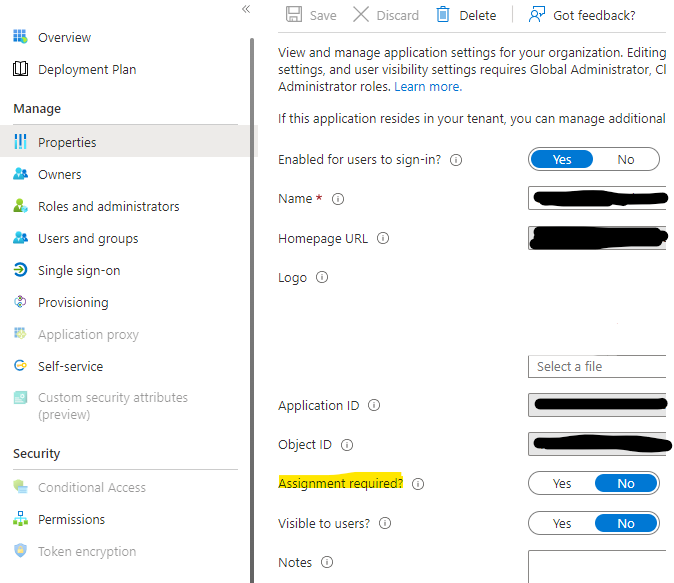 «
Overview
Deployment Plan
Manage
Properties
Owners
Roles and administrators
Users and groups
Single sign-on
Provisioning
Application proxy
Self-service
Custom security attributes
(preview)
Security
Conditional Access
Permissions
Token encryption
Save Discard Delete Got feedback?
View and manage application settings for your organization. Editing
settings, and user visibility settings requires Global Administrator, Cl
Administrator roles. Learn more.
If this application resides in your tenant, you can manage additional
Enabled for users to sign-in? Yes No
Name *
Homepage URL
Logo
Select a file
Application ID
Object ID
Assignment required? Yes No
Visible to users? Yes No
Notes